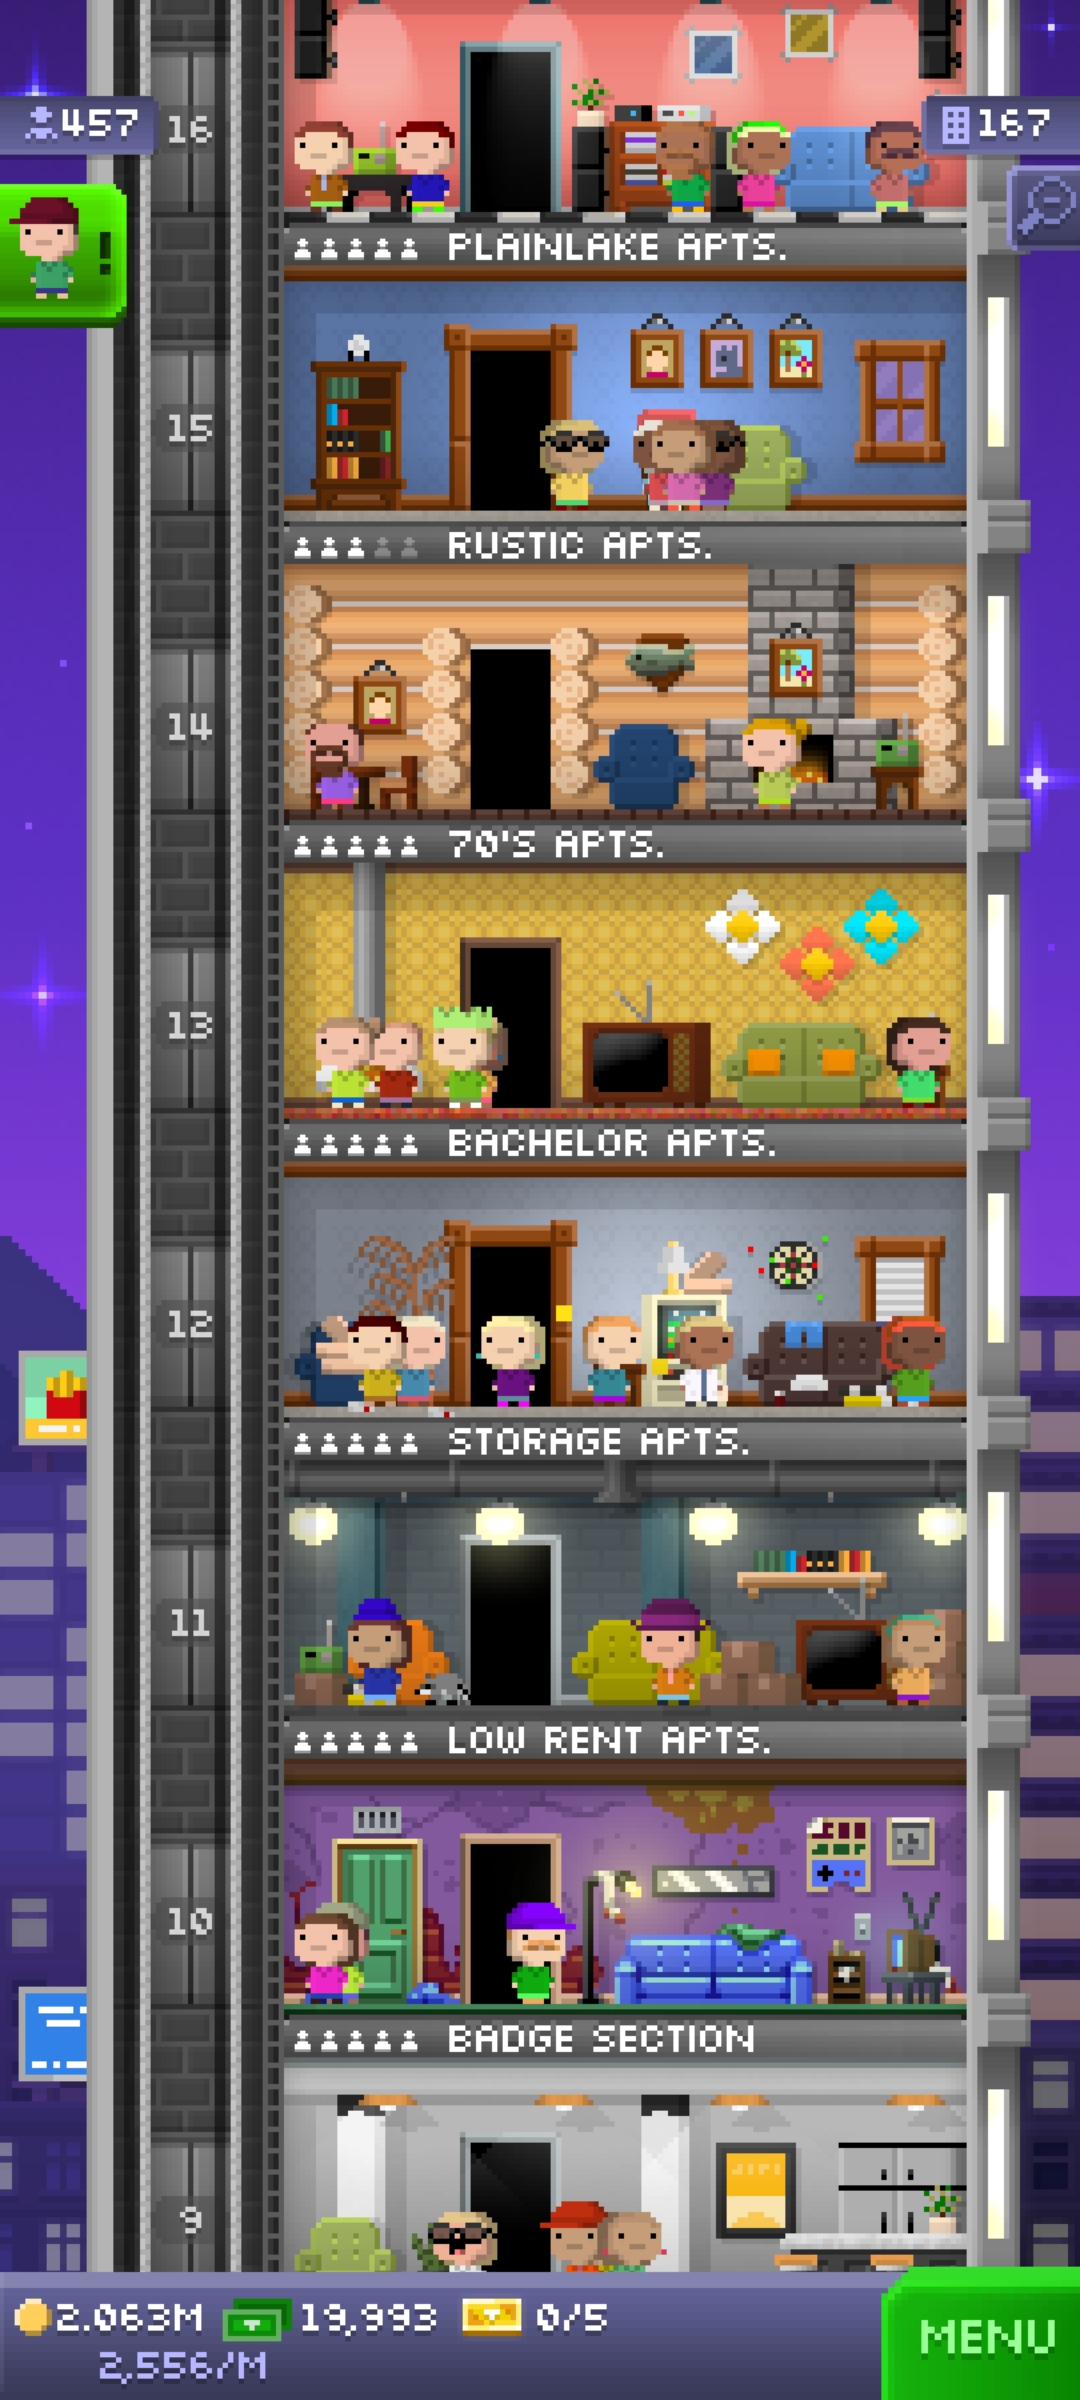 457
16
167
PLAINLAKE APTS.
15
RUSTIC APTS.
14
70'S APTS.
13
BACHELOR APTS.
12
STORAGE APTS.
11
LOW RENT APTS.
10
BADGE SECTION
9
2.063M 19,993 0/5
2,556/M
MENU